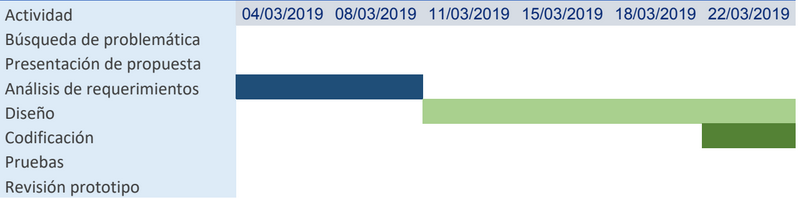 Actividad 04/03/2019 08/03/2019 11/03/2019 15/03/2019 18/03/2019 22/03/2019
Búsqueda de problemática
Presentación de propuesta
Análisis de requerimientos
Diseño
Codificación
Pruebas
Revisión prototipo